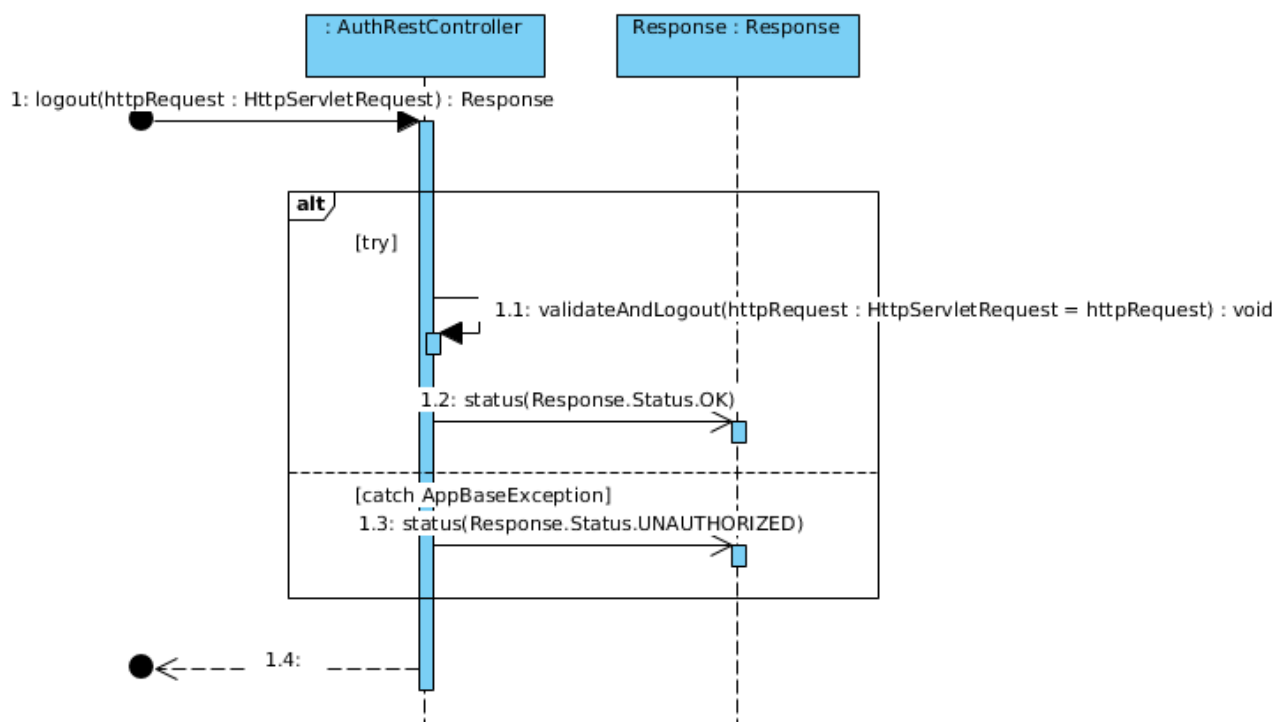 : AuthRestController
Response : Response
1: logout(httpRequest : HttpServletRequest) : Response
alt
[try]
1.1: validateAndLogout(httpRequest : HttpServletRequest = httpRequest) : void
1.2: status(Response.Status.OK)
[catch AppBaseException]
1.3: status(Response.Status.UNAUTHORIZED)
1.4: